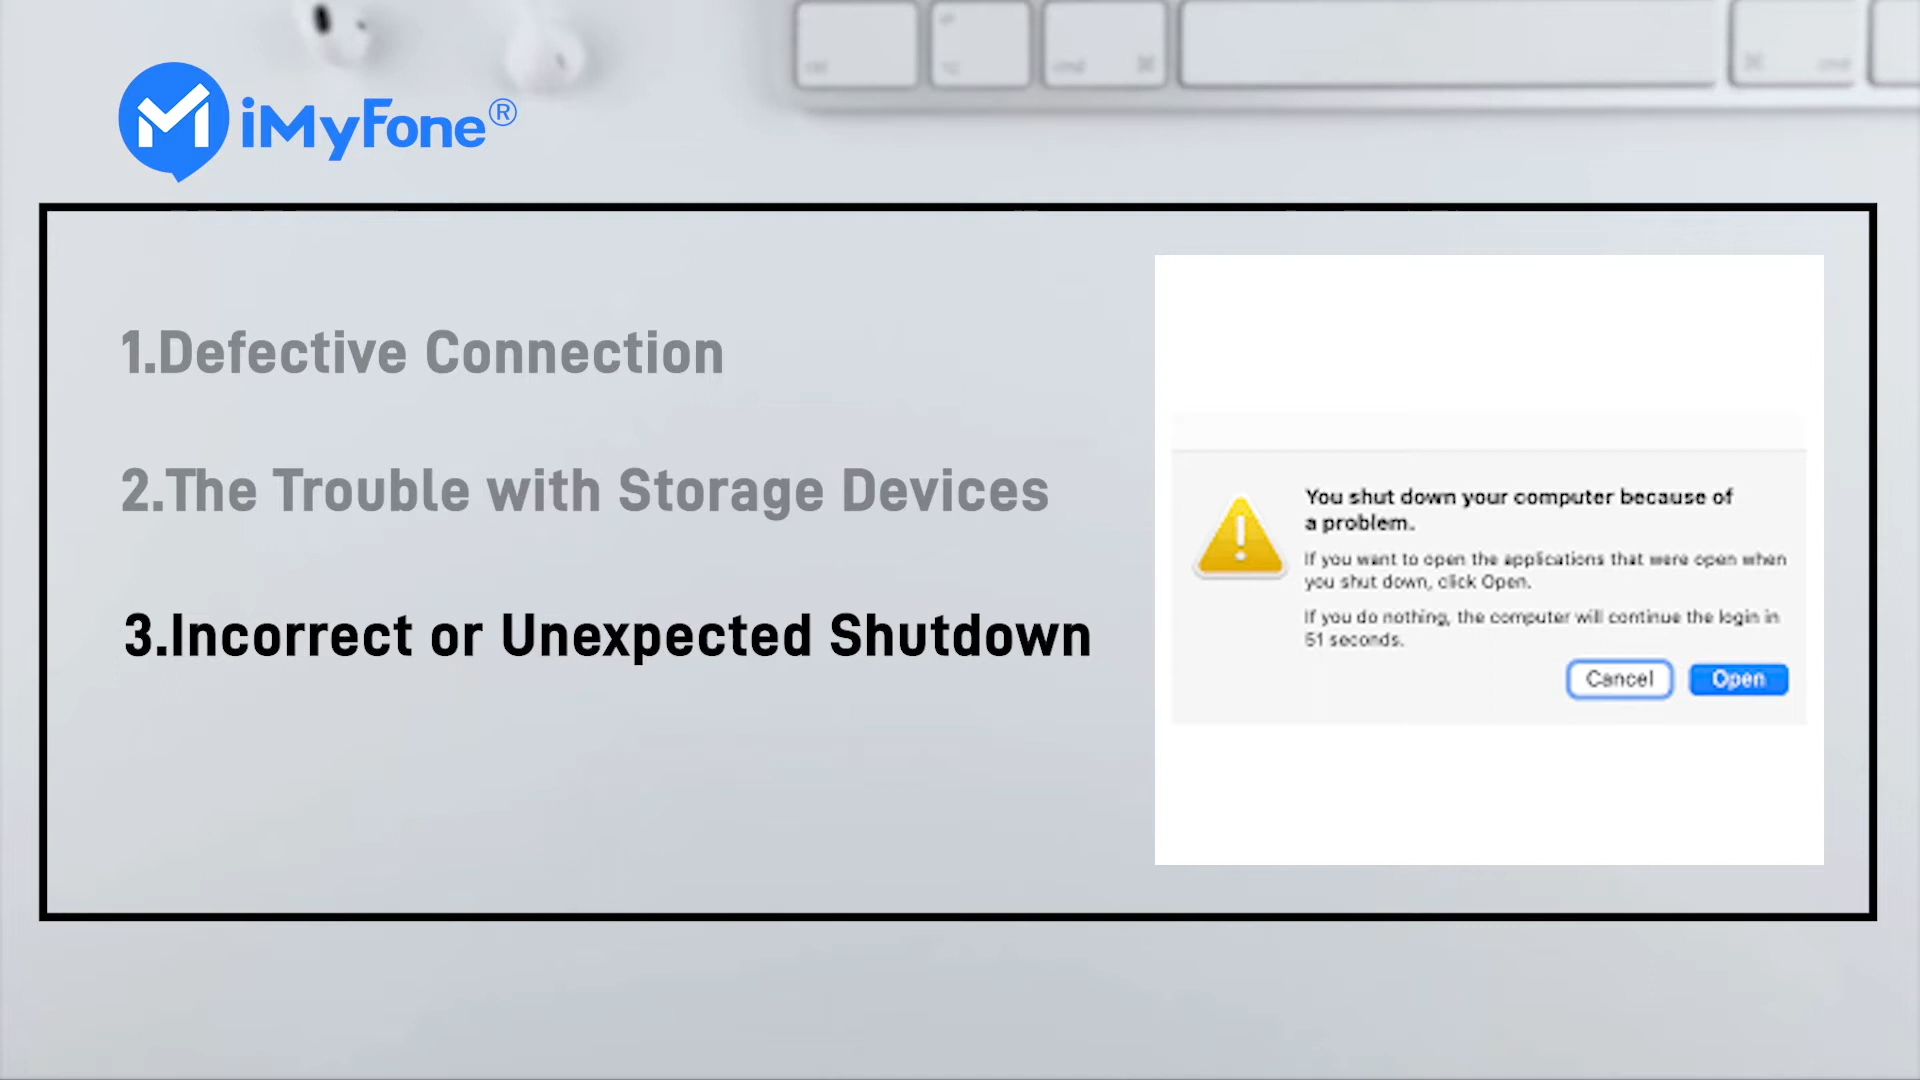 iMyFone®
1.Defective Connection
2.The Trouble with Storage Devices
3.Incorrect or Unexpected Shutdown
You shut down your computer because of
a problem.
If you want to open the applications that were open when
you shut down, click Open.
If you do nothing, the computer will continue the login in
51 seconds.
Cancel
Open